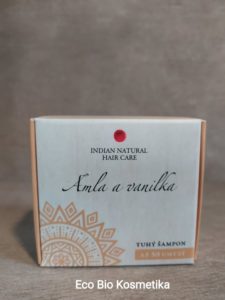 INDIAN NATURAL
HAIR CARE
Amla a vanilka
TUHÝ ŠAMPON
Eco Bio Kosmetika